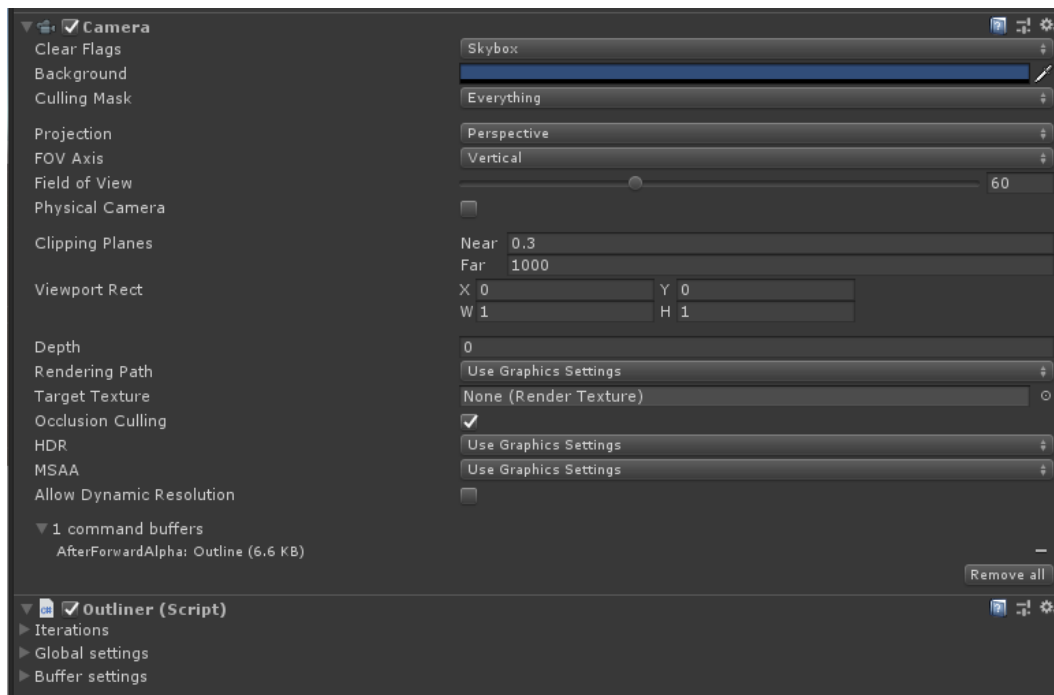 Camera
Clear Flags Skybox
Background
Culling Mask Everything
Projection Perspective
FOV Axis Vertical
Field of View 60
Physical Camera
Clipping Planes Near 0.3
Far 1000
Viewport Rect X 0 Y 0
W 1 H 1
Depth 0
Rendering Path Use Graphics Settings
Target Texture None (Render Texture)
Occlusion Culling
HDR Use Graphics Settings
MSAA Use Graphics Settings
Allow Dynamic Resolution
1 command buffers
AfterForwardAlpha: Outline (6.6 KB)
Remove all
C# Outliner (Script)
Iterations
Global settings
Buffer settings